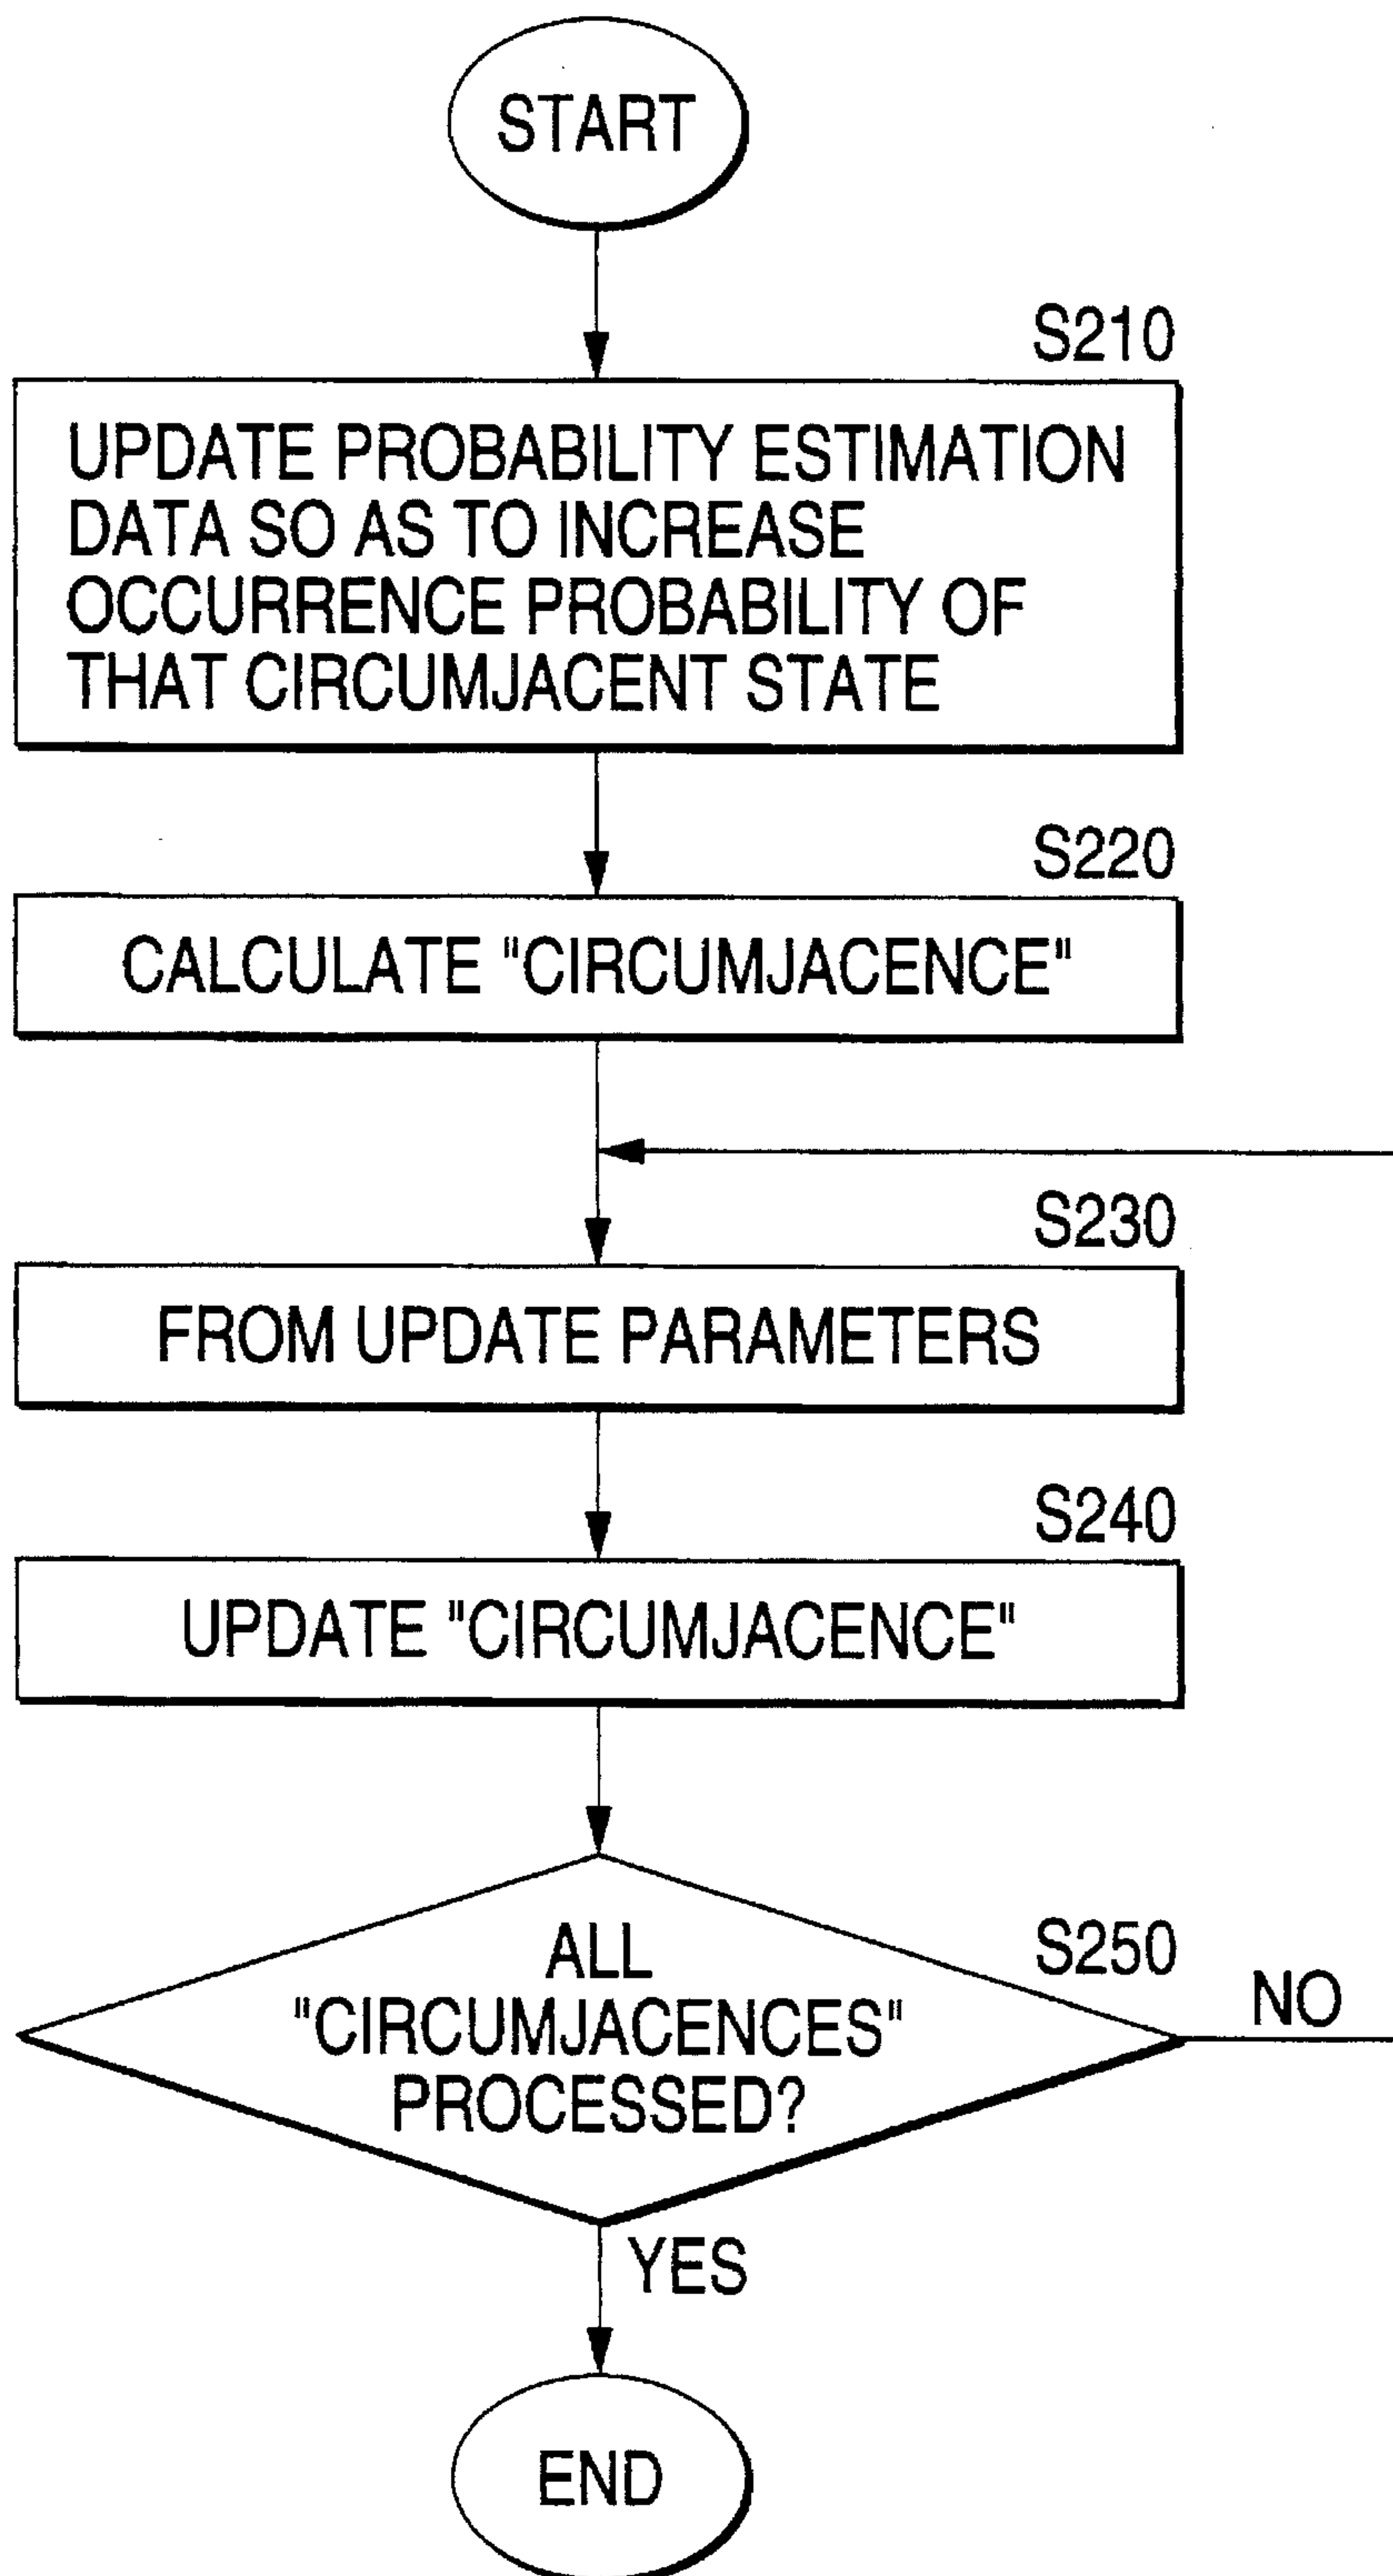 START
S210
UPDATE PROBABILITY ESTIMATION
DATA SO AS TO INCREASE
OCCURRENCE PROBABILITY OF
THAT CIRCUMJACENT STATE
S220
CALCULATE "CIRCUMJACENCE"
S230
FROM UPDATE PARAMETERS
S240
UPDATE "CIRCUMJACENCE"
S250
ALL
"CIRCUMJACENCES"
PROCESSED?
NO
YES
END